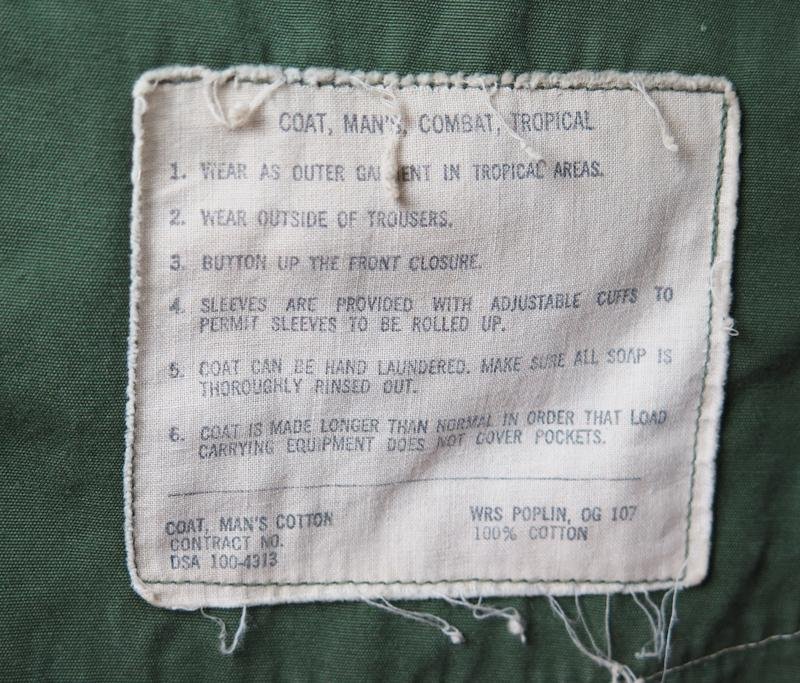 COAT, MAN'S, COMBAT, TROPICAL
1. WEAR AS OUTER GARMENT IN TROPICAL AREAS.
2. WEAR OUTSIDE OF TROUSERS.
3. BUTTON UP THE FRONT CLOSURE.
4. SLEEVES ARE PROVIDED WITH ADJUSTABLE CUFFS TO
PERMIT SLEEVES TO BE ROLLED UP.
5. COAT CAN BE HAND LAUNDERED. MAKE SURE ALL SOAP IS
THOROUGHLY RINSED OUT.
6. COAT IS MADE LONGER THAN NORMAL IN ORDER THAT LOAD
CARRYING EQUIPMENT DOES NOT COVER POCKETS.
COAT, MAN'S COTTON
CONTRACT NO.
DSA 100-4313
WRS POPLIN, OG 107
100% COTTON